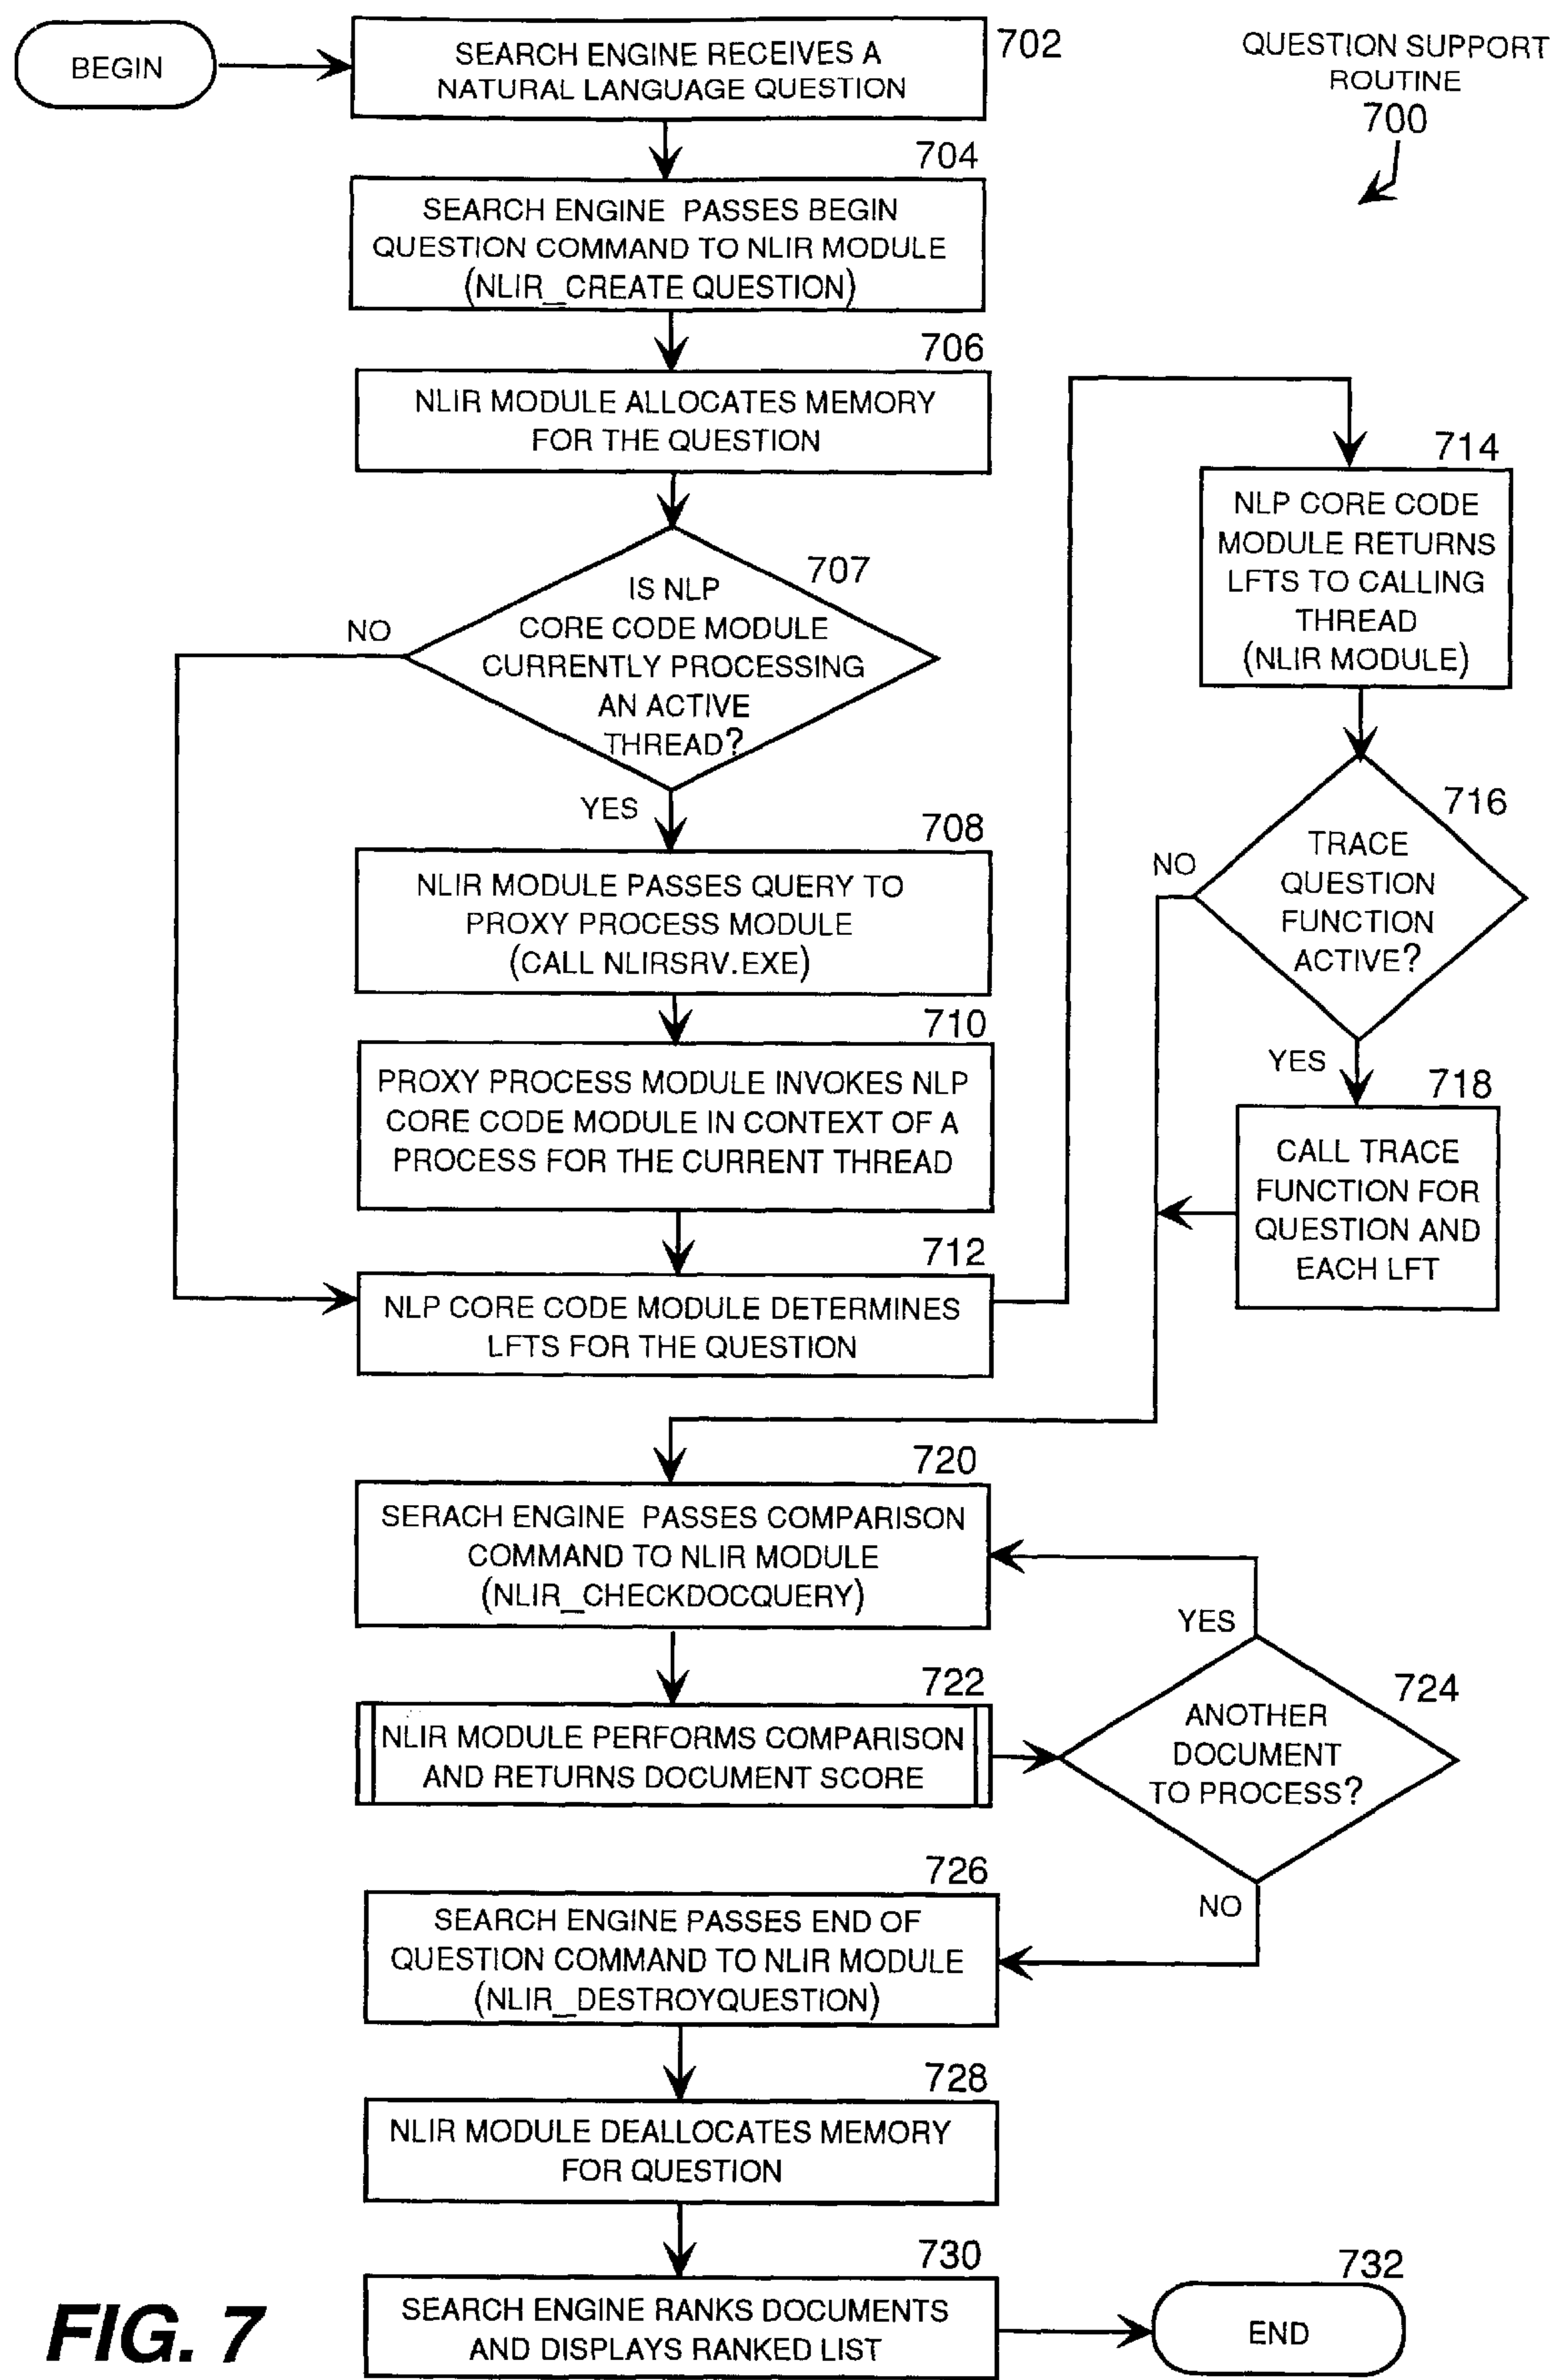 BEGIN
SEARCH ENGINE RECEIVES A
NATURAL LANGUAGE QUESTION
702
QUESTION SUPPORT
ROUTINE
700
704
SEARCH ENGINE PASSES BEGIN
QUESTION COMMAND TO NLIR MODULE
(NLIR_CREATE QUESTION)
706
NLIR MODULE ALLOCATES MEMORY
FOR THE QUESTION
707
IS NLP
CORE CODE MODULE
CURRENTLY PROCESSING
AN ACTIVE
THREAD?
NO
YES
708
NLIR MODULE PASSES QUERY TO
PROXY PROCESS MODULE
(CALL NLIRSRV.EXE)
710
PROXY PROCESS MODULE INVOKES NLP
CORE CODE MODULE IN CONTEXT OF A
PROCESS FOR THE CURRENT THREAD
712
NLP CORE CODE MODULE DETERMINES
LFTS FOR THE QUESTION
714
NLP CORE CODE
MODULE RETURNS
LFTS TO CALLING
THREAD
(NLIR MODULE)
716
TRACE
QUESTION
FUNCTION
ACTIVE?
NO
YES
718
CALL TRACE
FUNCTION FOR
QUESTION AND
EACH LFT
720
SERACH ENGINE PASSES COMPARISON
COMMAND TO NLIR MODULE
(NLIR_CHECKDOCQUERY)
722
NLIR MODULE PERFORMS COMPARISON
AND RETURNS DOCUMENT SCORE
YES
724
ANOTHER
DOCUMENT
TO PROCESS?
NO
726
SEARCH ENGINE PASSES END OF
QUESTION COMMAND TO NLIR MODULE
(NLIR_DESTROYQUESTION)
728
NLIR MODULE DEALLOCATES MEMORY
FOR QUESTION
730
SEARCH ENGINE RANKS DOCUMENTS
AND DISPLAYS RANKED LIST
732
END
FIG. 7